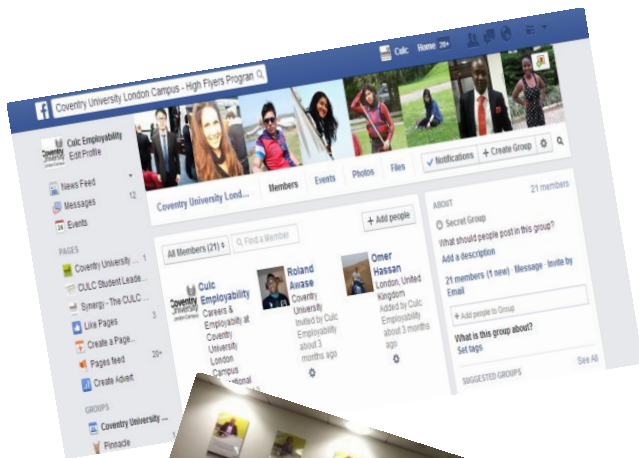 Coventry University London Campus - High Flyers Program
Culc
Home 20+
Culc Employability
Edit Profile
News Feed
Messages 12
Events
PAGES
Coventry University ... 1
CULC Student Leade...
Synergy - The CULC ...
Like Pages 3
Create a Page...
Pages feed 20+
Create Advert
GROUPS
Coventry University ...
Pinnacle
Coventry University Lond...
Members
Events
Photos
Files
Notifications
+ Create Group
All Members (21)
Find a Member
+ Add people
Culc
Employability
Careers &
Employability at
Coventry
University
London
Campus
Roland
Awase
Coventry
University
Invited by Culc
Employability
about 3
months ago
Omer
Hassan
London, United
Kingdom
Added by Culc
Employability
about 3 months
ago
ABOUT
21 members
Secret Group
What should people post in this group?
Add a description
21 members (1 new) · Message · Invite by
Email
+ Add people to Group
What is this group about?
Set tags
SUGGESTED GROUPS
See All